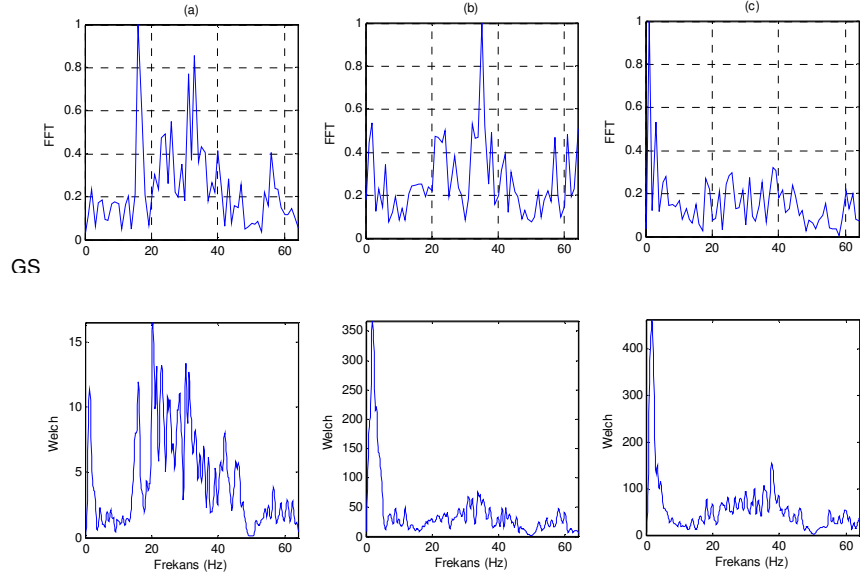 (a) (b) (c)
1 1 1
0.8 0.8 0.8
0.6 0.6 0.6
FFT FFT FFT
0.4 0.4 0.4
0.2 0.2 0.2
0 0 0
0 20 40 60 0 20 40 60 0 20 40 60
GS
15 350 400
300
250 300
10 200
Welch Welch Welch
150 200
5 100 100
50
0 0 0
0 20 40 60 0 20 40 60 0 20 40 60
Frekans (Hz) Frekans (Hz) Frekans (Hz)